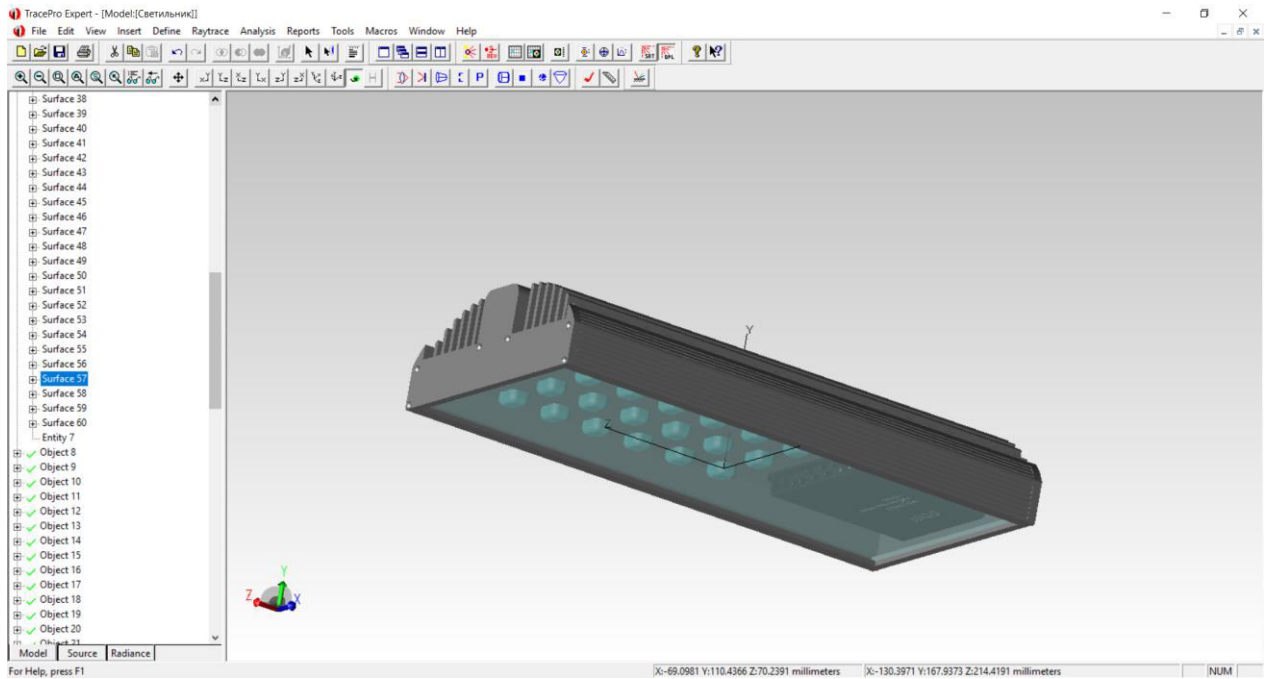 TracePro Expert - [Model:[Светильник]]
File Edit View Insert Define Raytrace Analysis Reports Tools Macros Window Help
Surface 38
Surface 39
Surface 40
Surface 41
Surface 42
Surface 43
Surface 44
Surface 45
Surface 46
Surface 47
Surface 48
Surface 49
Surface 50
Surface 51
Surface 52
Surface 53
Surface 54
Surface 55
Surface 56
Surface 57
Surface 58
Surface 59
Surface 60
Entity 7
Object 8
Object 9
Object 10
Object 11
Object 12
Object 13
Object 14
Object 15
Object 16
Object 17
Object 18
Object 19
Object 20
Object 21
Y
Z
Y
Z
X
Model Source Radiance
For Help, press F1
X:-69.0981 Y:110.4366 Z:70.2391 millimeters X:-130.3971 Y:167.9373 Z:214.4191 millimeters NUM